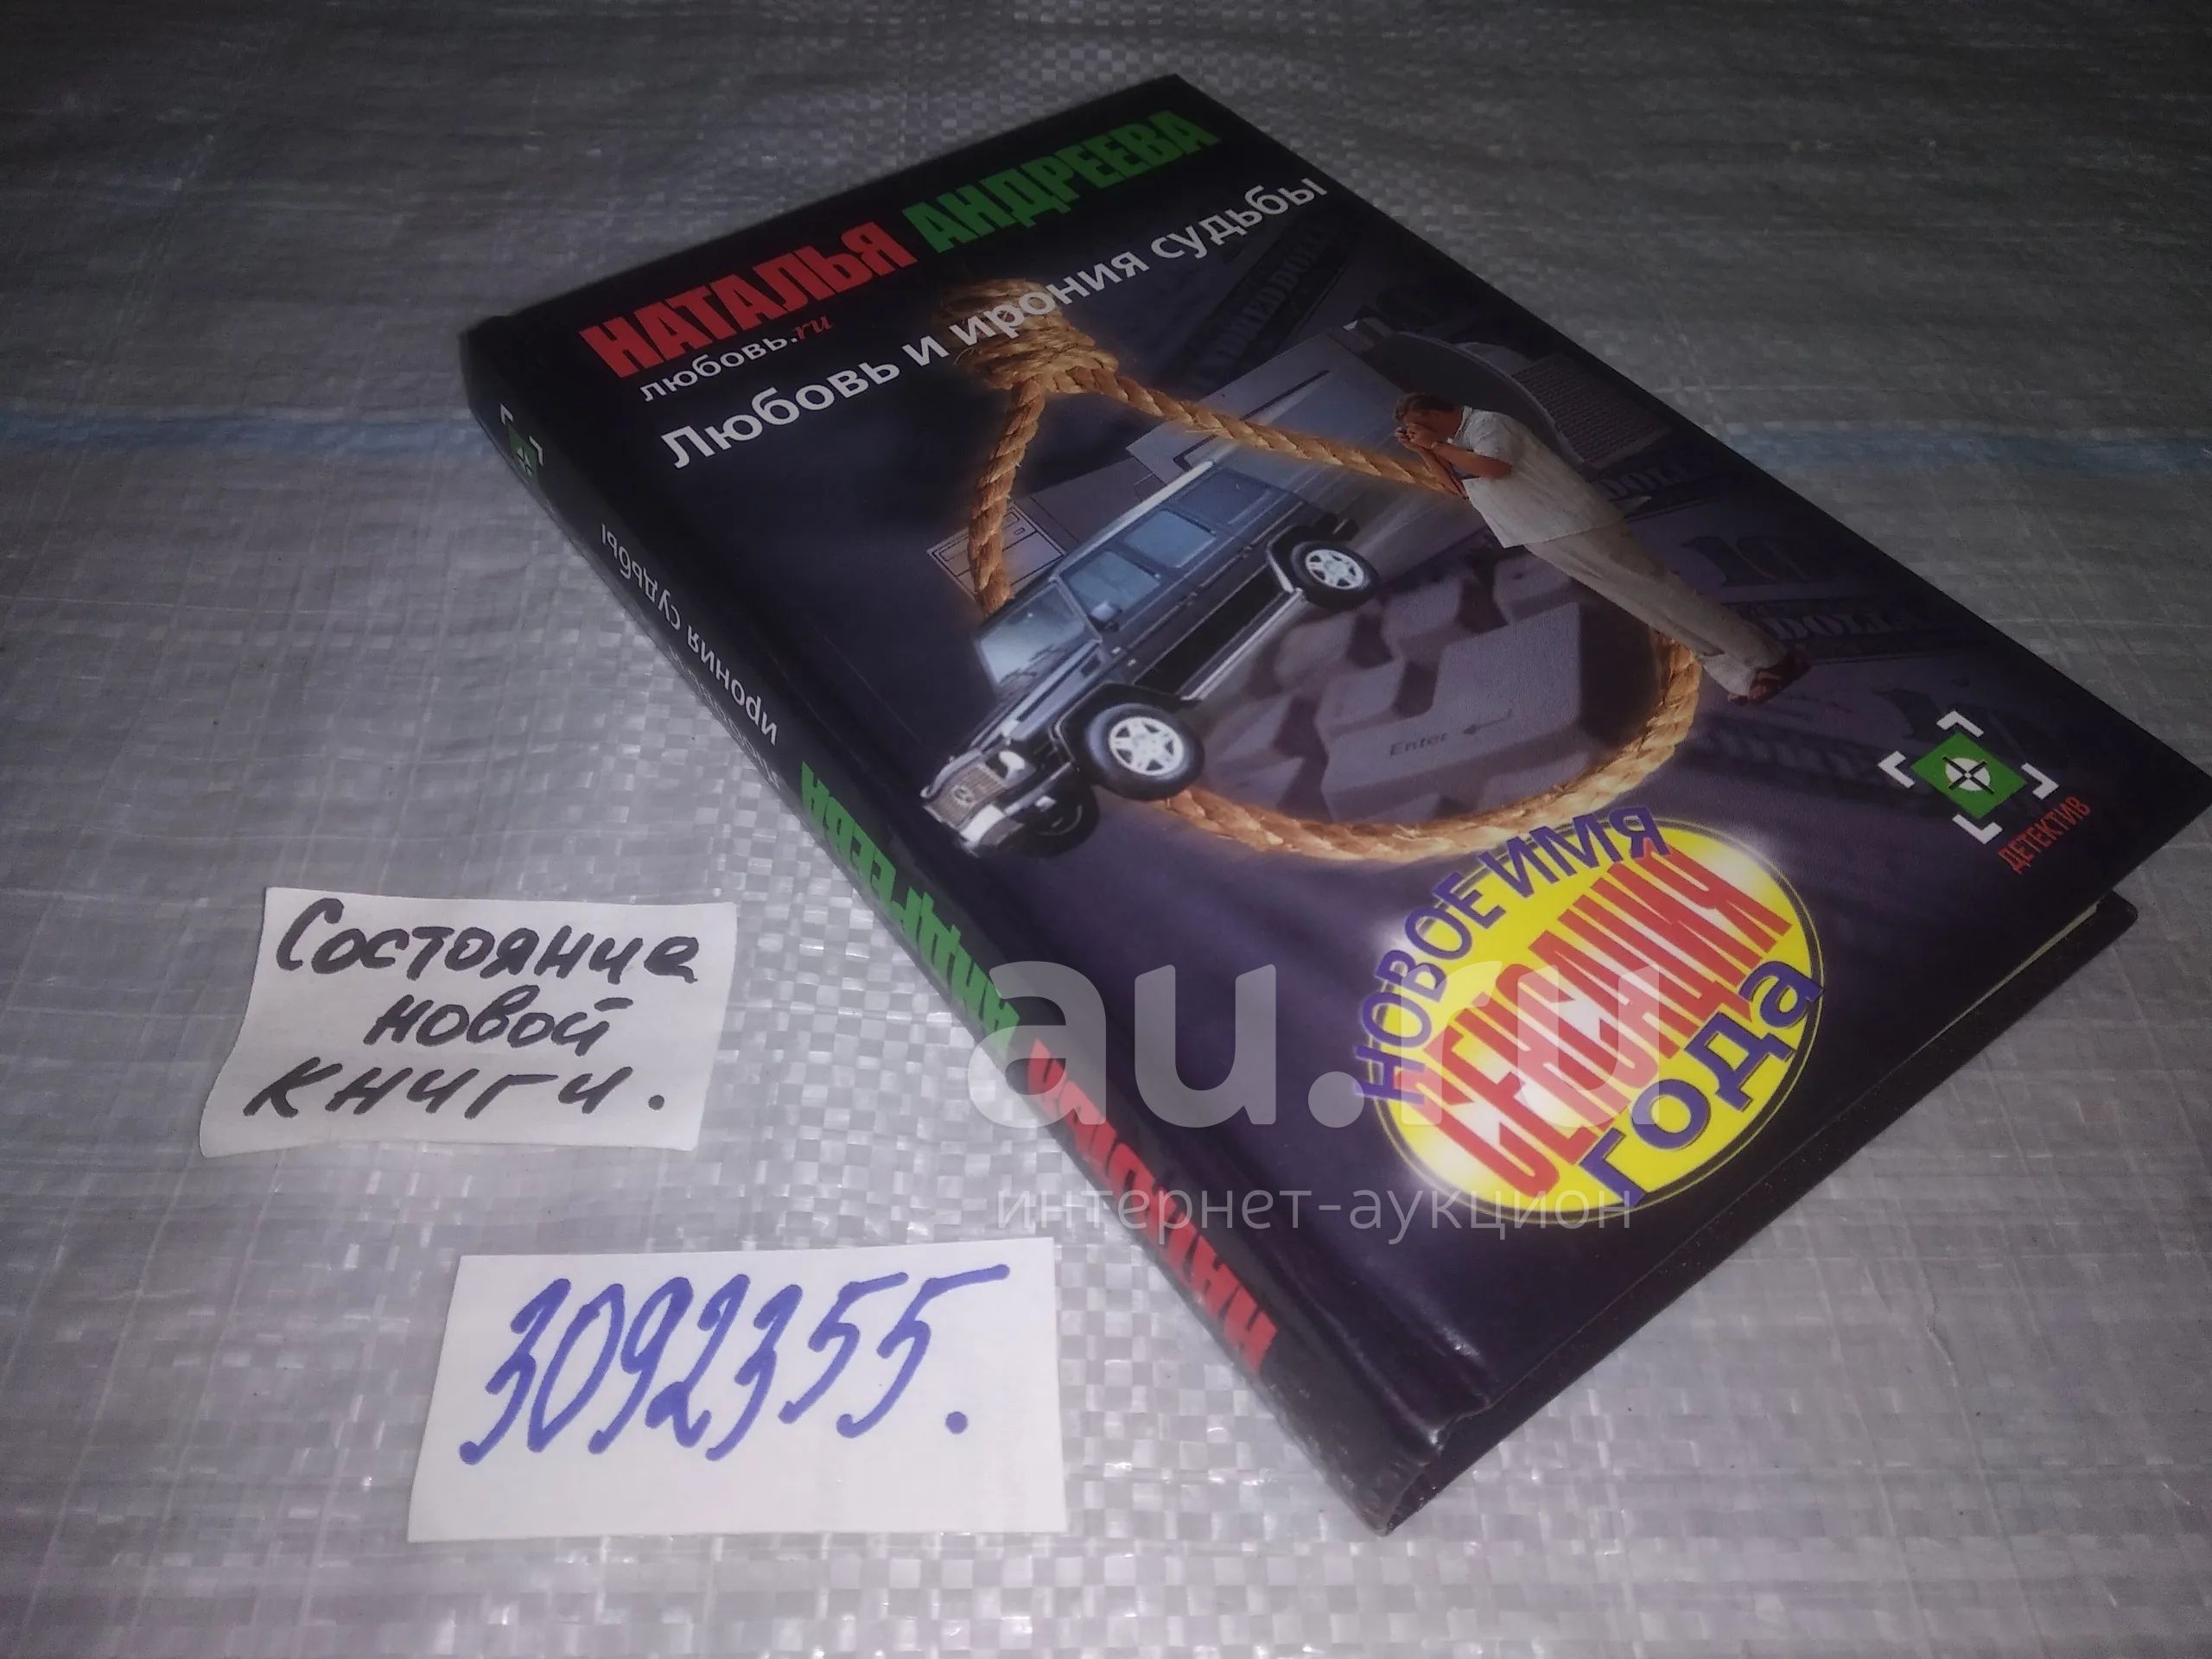 НАТАЛЬЯ АНДРЕЕВА
любовь.ru
Любовь и ирония судьбы
Enter
ДЕТЕКТИВ
НОВОЕ ИМЯ
СЕНСАЦИЯ
года
ирония судьбы
НАТАЛЬЯ АНДРЕЕВА
Состояние
новой
книги.
3092355.
au.ru
интернет-аукцион